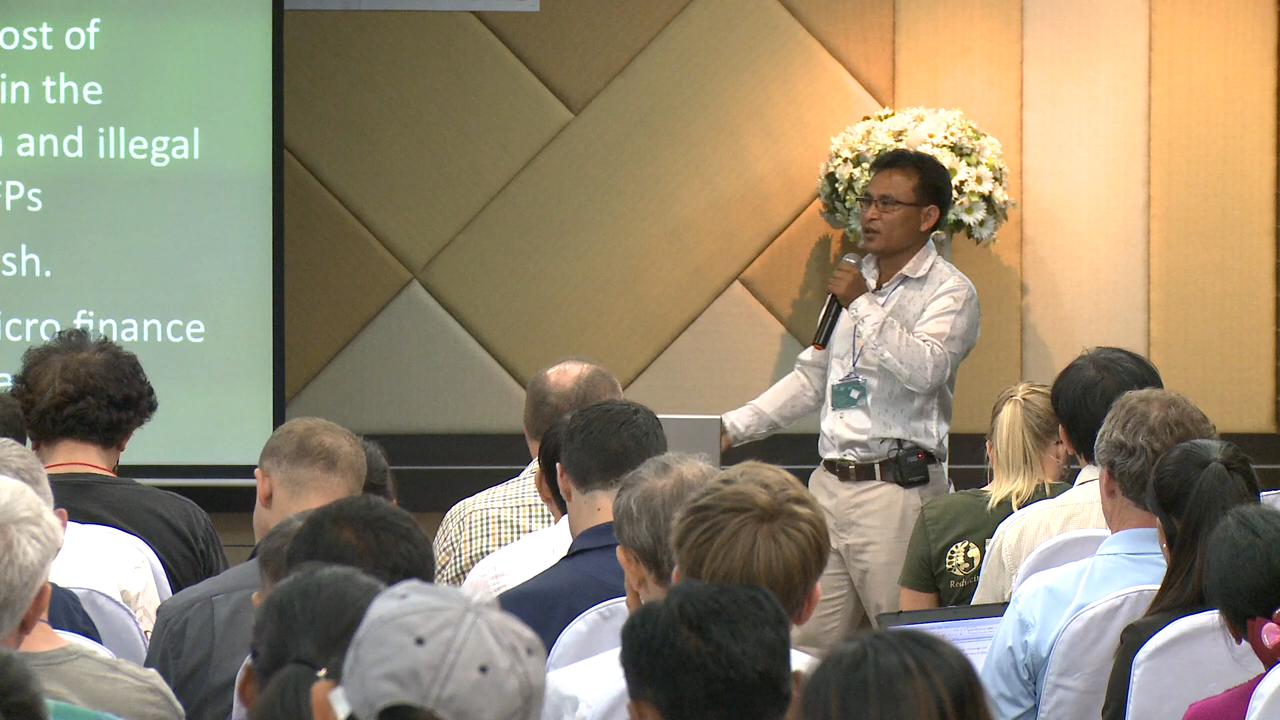 ost of
in the
and illegal
FPs
sh.
icro finance